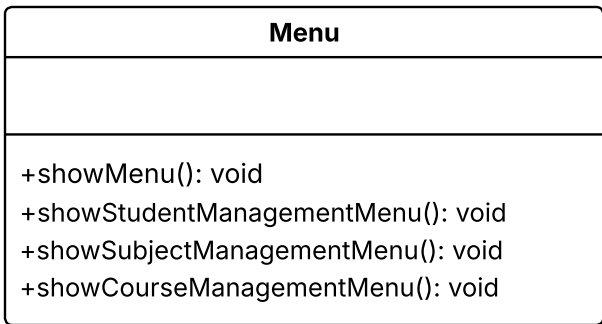 Menu
+showMenu(): void
+showStudentManagementMenu(): void
+showSubjectManagementMenu(): void
+showCourseManagementMenu(): void